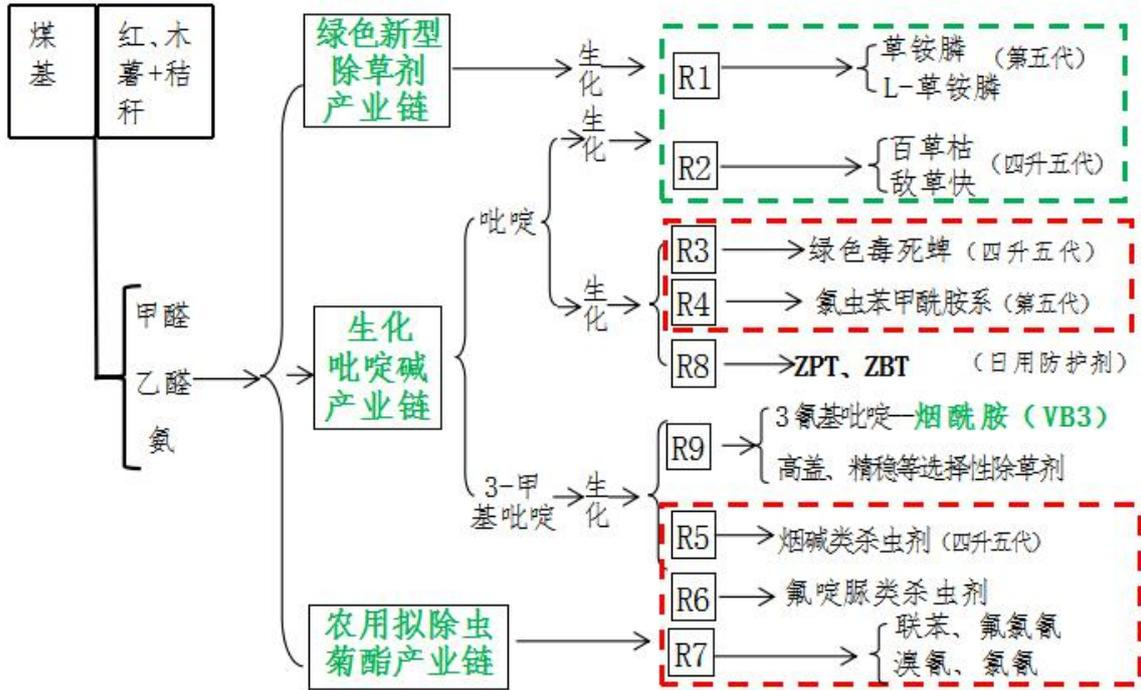 煤基
红、木薯+秸秆
甲醛
乙醛
氨
绿色新型
除草剂
产业链
生化
R1
草铵膦
L-草铵膦
(第五代)
生化
R2
百草枯
敌草快
(四升五代)
生化
吡啶碱
产业链
吡啶
生化
R3
绿色毒死蜱
(四升五代)
R4
氯虫苯甲酰胺系
(第五代)
R8
ZPT、ZBT
(日用防护剂)
3-甲
基吡啶
生化
R9
3氰基吡啶—烟酰胺(VB3)
高盖、精稳等选择性除草剂
R5
烟碱类杀虫剂(四升五代)
R6
氟啶脲类杀虫剂
农用拟除虫
菊酯产业链
R7
联苯、氟氯氰
溴氰、氯氰